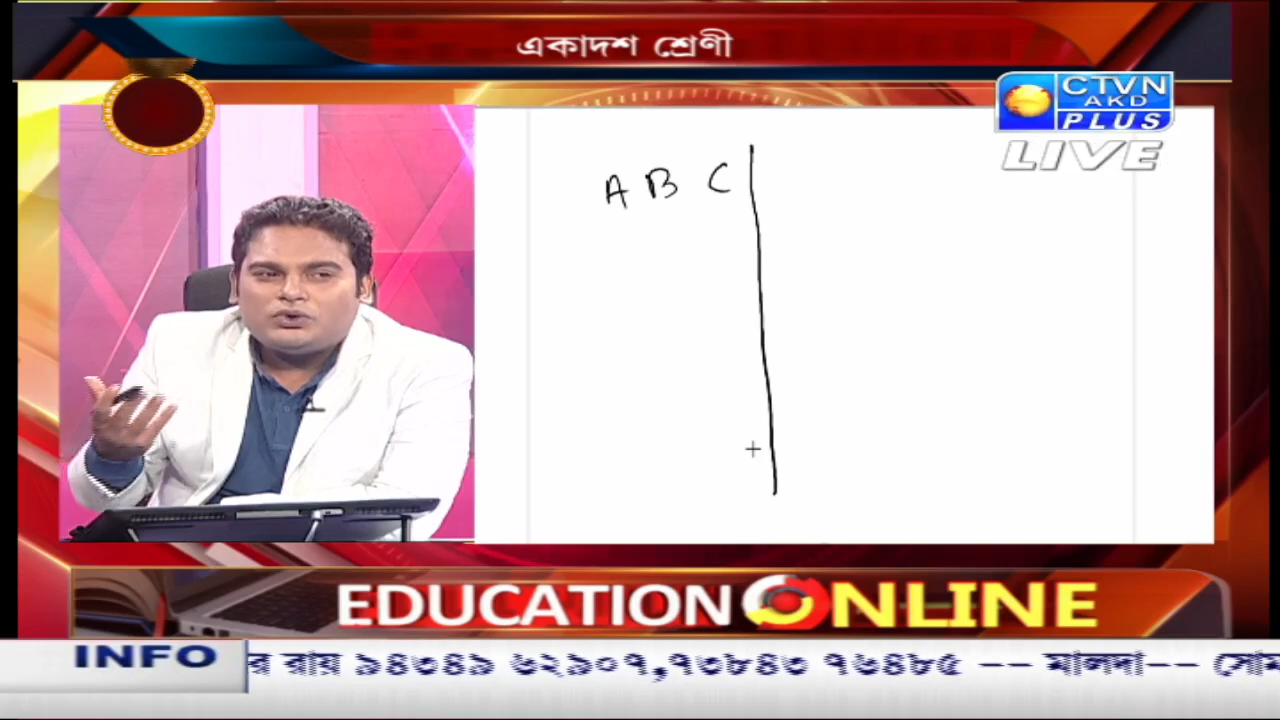 একাদশ শ্রেণী
CTVN
AKD
PLUS
LIVE
A B C
EDUCATION ONLINE
INFO
র রায় ৯৪৩৪৯ ৬২৯০৭,৭৩৮৪৩ ৭৬৪৮৫ -- মালদা-- সোম